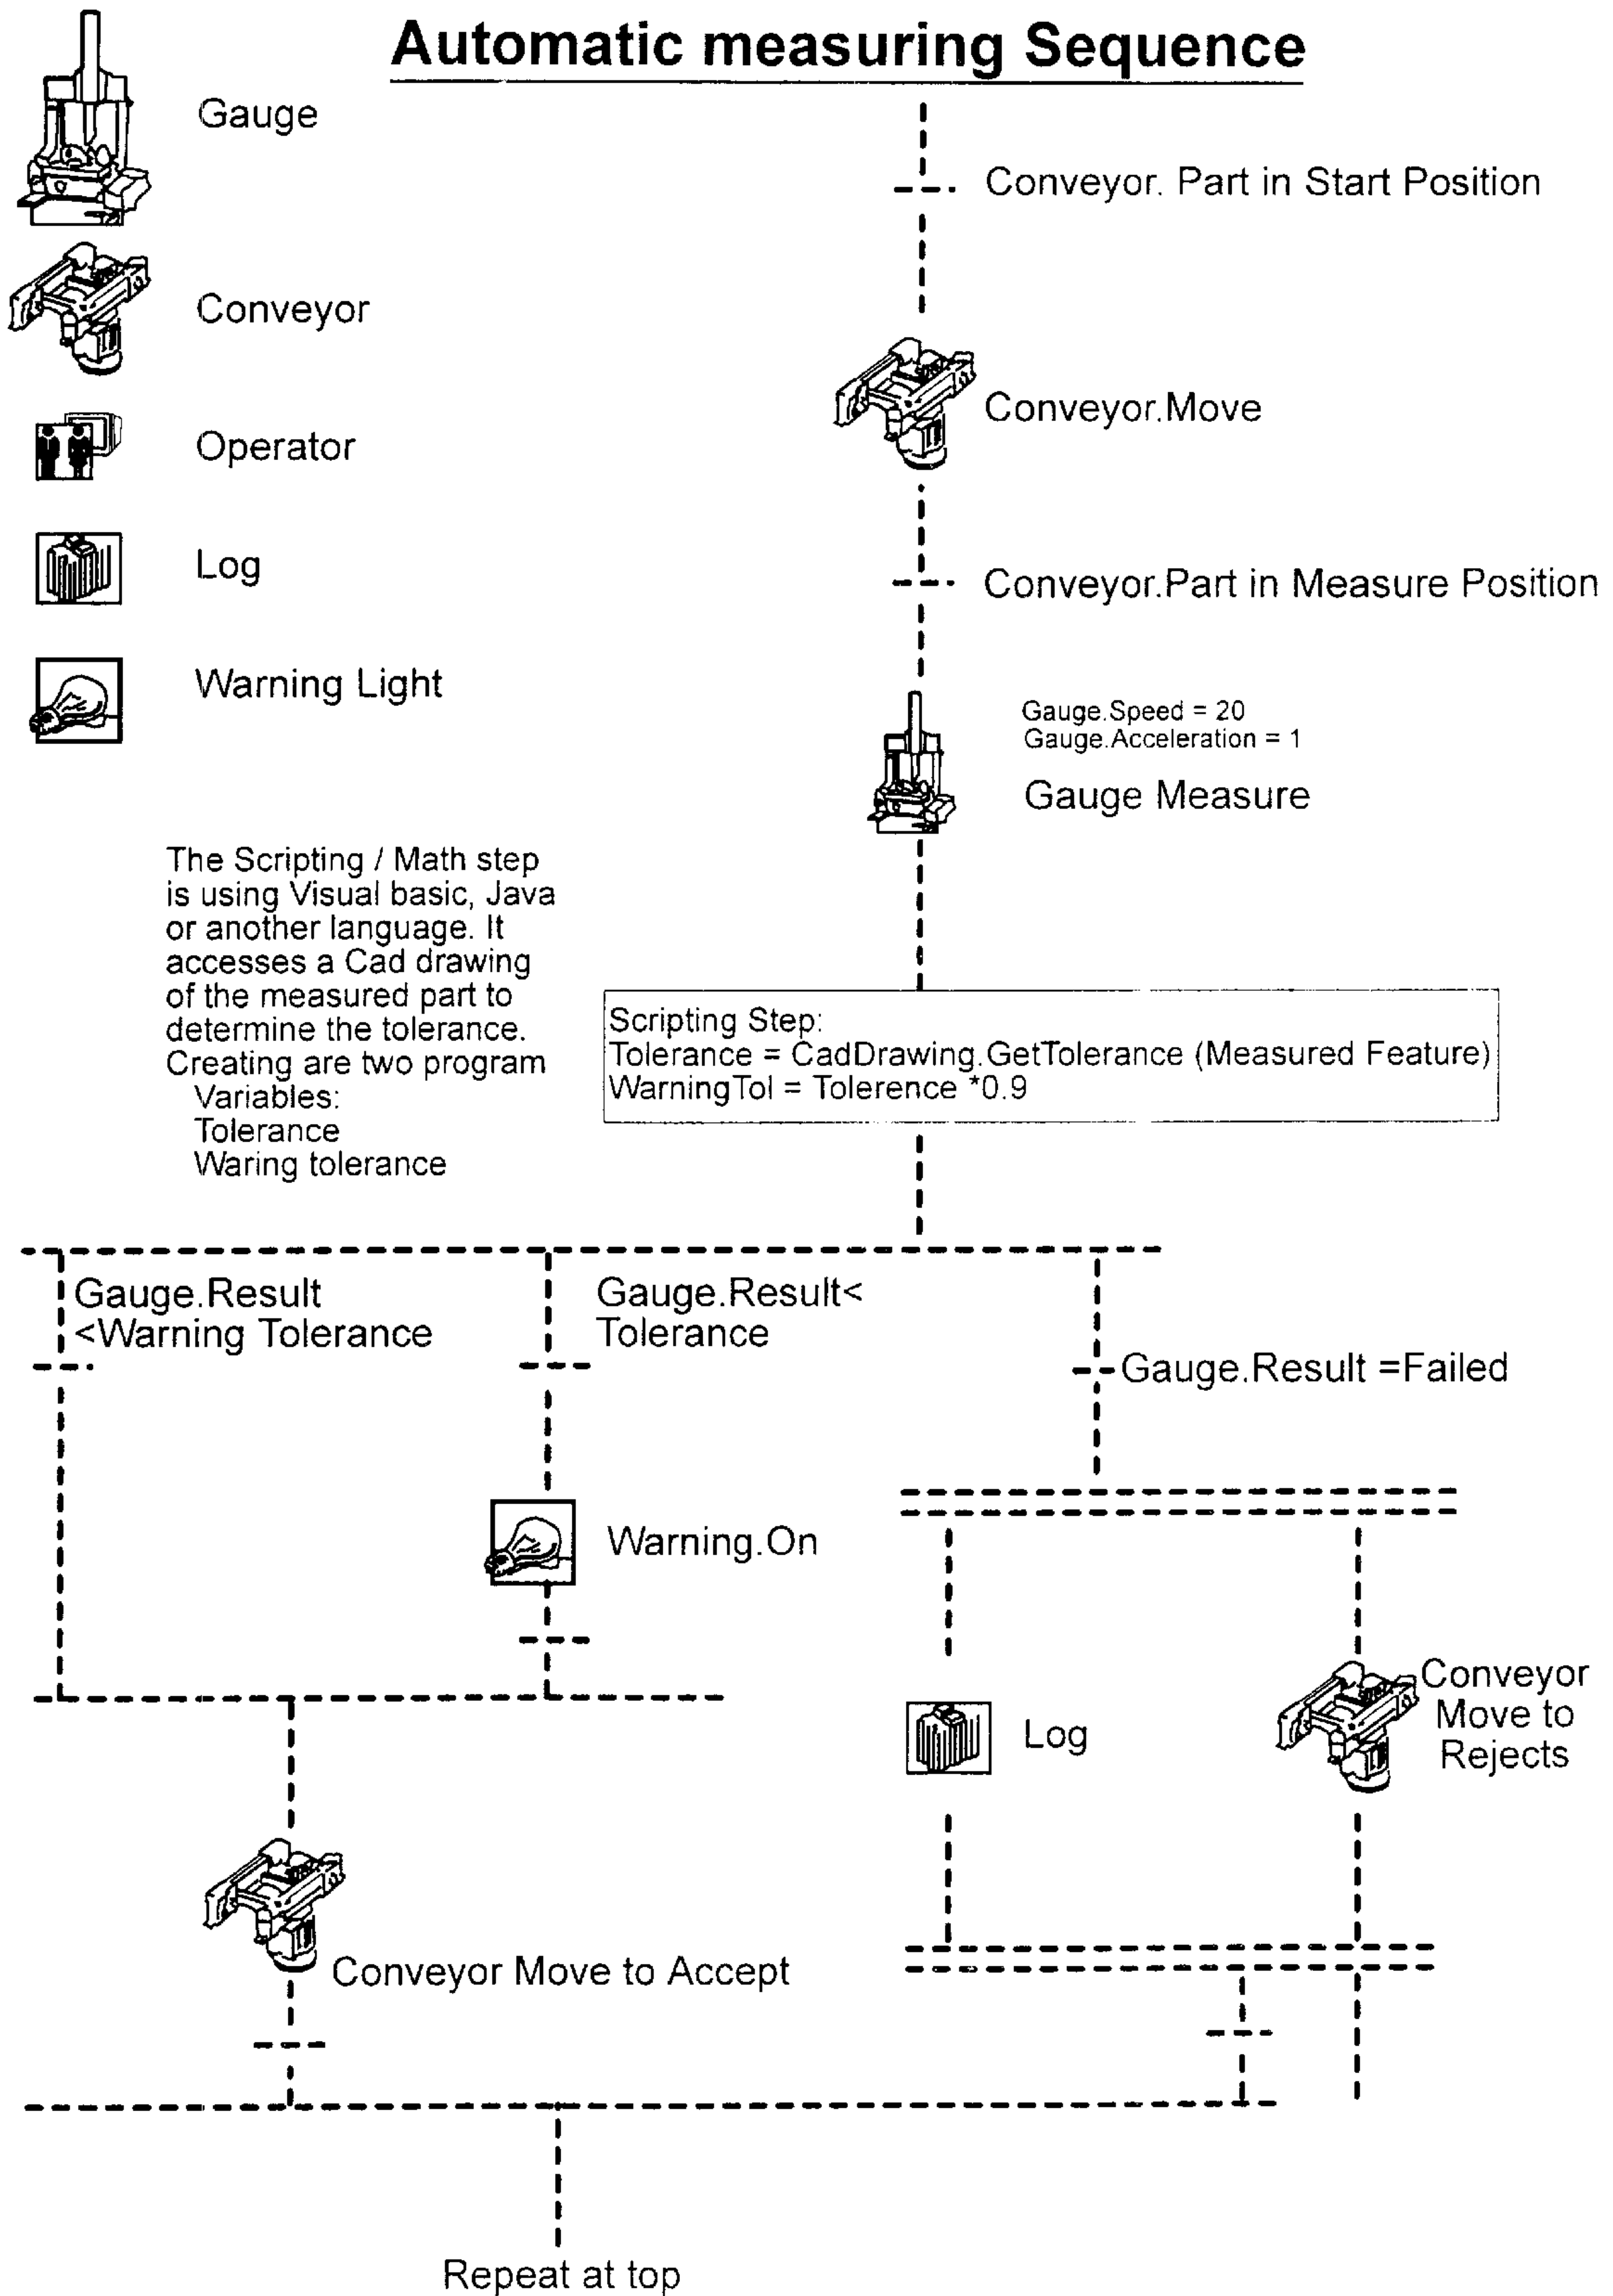 Automatic measuring Sequence
Gauge
Conveyor
Operator
Log
Warning Light
Conveyor. Part in Start Position
Conveyor.Move
Conveyor.Part in Measure Position
Gauge.Speed = 20
Gauge.Acceleration = 1
Gauge Measure
The Scripting / Math step
is using Visual basic, Java
or another language. It
accesses a Cad drawing
of the measured part to
determine the tolerance.
Creating are two program
Variables:
Tolerance
Waring tolerance
Scripting Step:
Tolerance = CadDrawing.GetTolerance (Measured Feature)
WarningTol = Tolerence *0.9
Gauge.Result
<Warning Tolerance
Gauge.Result<
Tolerance
Gauge.Result =Failed
Warning.On
Log
Conveyor
Move to
Rejects
Conveyor Move to Accept
Repeat at top